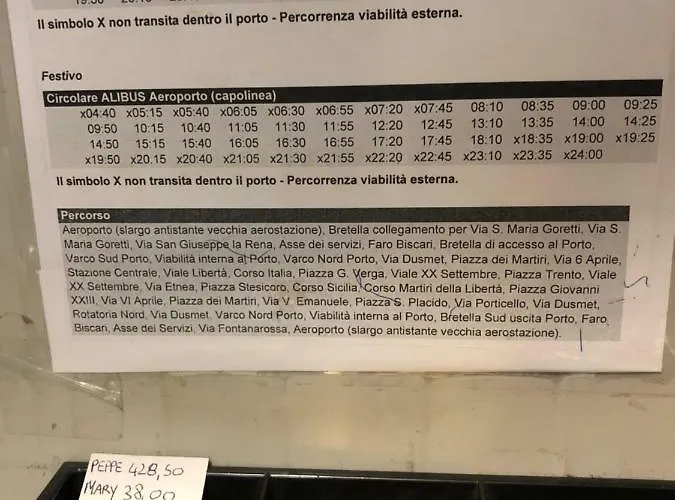 20:15
Il simbolo X non transita dentro il porto - Percorrenza viabilità esterna.
Festivo
Circolare ALIBUS Aeroporto (capolinea)
x04:40 x05:15 x05:40 x06:05 x06:30 x06:55 x07:20 x07:45 08:10 08:35 09:00 09:25
09:50 10:15 10:40 11:05 11:30 11:55 12:20 12:45 13:10 13:35 14:00 14:25
14:50 15:15 15:40 16:05 16:30 16:55 17:20 17:45 18:10 x18:35 x19:00 x19:25
x19:50 x20.15 x20:40 x21:05 x21:30 x21:55 x22:20 x22:45 x23:10 x23:35 x24:00
Il simbolo X non transita dentro il porto - Percorrenza viabilità esterna.
Percorso
Aeroporto (slargo antistante vecchia aerostazione), Bretella collegamento per Via S. Maria Goretti, Via S.
Maria Goretti, Via San Giuseppe la Rena, Asse dei servizi, Faro Biscari, Bretella di accesso al Porto,
Varco Sud Porto, Viabilità interna al Porto, Varco Nord Porto, Via Dusmet, Piazza dei Martiri, Via 6 Aprile,
Stazione Centrale, Viale Libertà, Corso Italia, Piazza G. Verga, Viale XX Settembre, Piazza Trento, Viale
XX Settembre, Via Etnea, Piazza Stesicoro, Corso Sicilia, Corso Martiri della Libertà, Piazza Giovanni
XXIII, Via VI Aprile, Piazza dei Martiri, Via V. Emanuele, Piazza S. Placido, Via Porticello, Via Dusmet,
Rotatoria Nord, Via Dusmet, Varco Nord Porto, Viabilità interna al Porto, Bretella Sud uscita Porto, Faro
Biscari, Asse dei Servizi, Via Fontanarossa, Aeroporto (slargo antistante vecchia aerostazione).
PEPPE 428,50
MARY 38,00